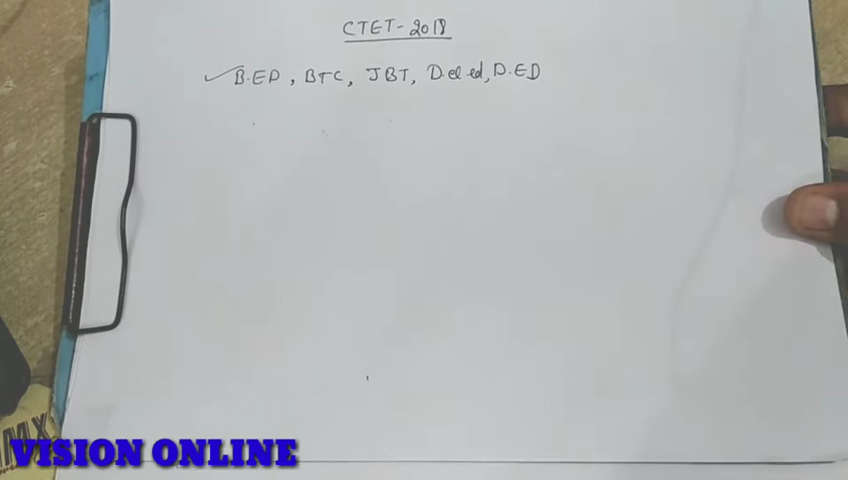 CTET-2018
B.ED, BTC, JBT, D.el.ed, D.ED
VISION ONLINE